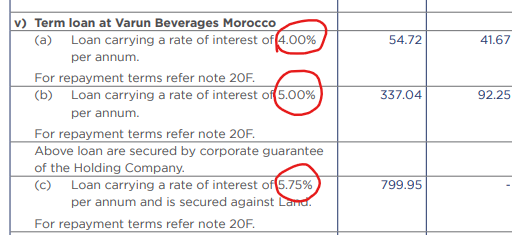 v) Term loan at Varun Beverages Morocco
(a) Loan carrying a rate of interest of 4.00% 54.72 41.67
per annum.
For repayment terms refer note 20F.
(b) Loan carrying a rate of interest of 5.00% 337.04 92.25
per annum.
For repayment terms refer note 20F.
Above loan are secured by corporate guarantee
of the Holding Company.
(c) Loan carrying a rate of interest of 5.75% 799.95 -
per annum and is secured against Land.
For repayment terms refer note 20F.